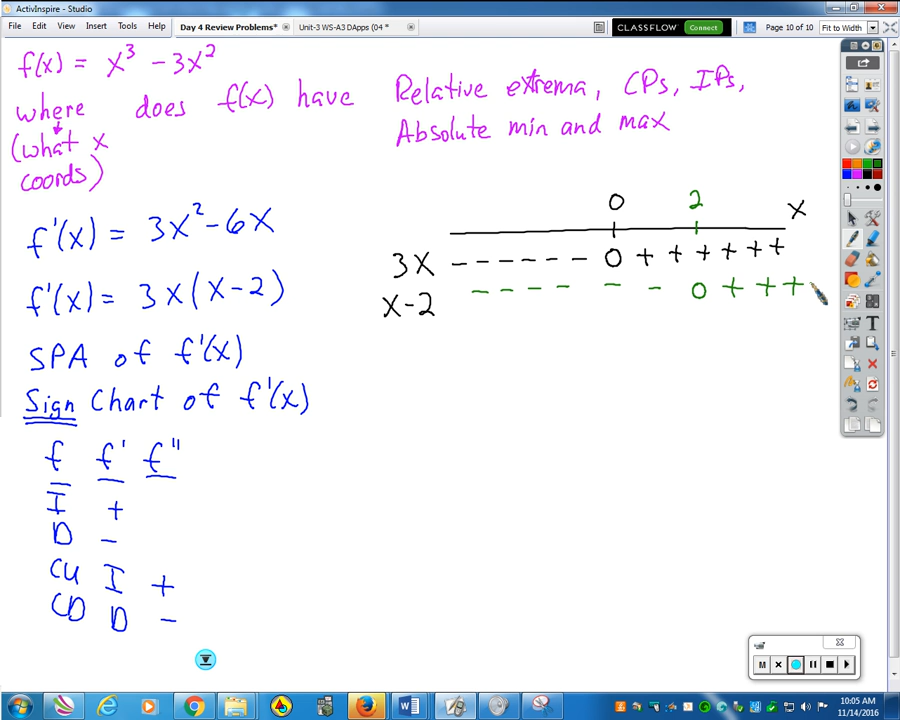 ActivInspire - Studio
File Edit View Insert Tools Help
Day 4 Review Problems*
Unit-3 WS-A3 DApps (04 *
CLASSFLOW Connect
Page 10 of 10
Fit to Width
f(x) = x³ - 3x²
where does f(x) have Relative extrema, CPs, IPs,
(what x Absolute min and max
coords)
0 2 x
f'(x) = 3x² - 6x
3x - - - - - - 0 + + + + + +
f'(x) = 3x(x-2)
x-2 - - - - - - 0 + + +
SPA of f'(x)
Sign Chart of f'(x)
f f' f"
I +
D -
CU I +
CD D -
T
M
10:05 AM
11/14/2016